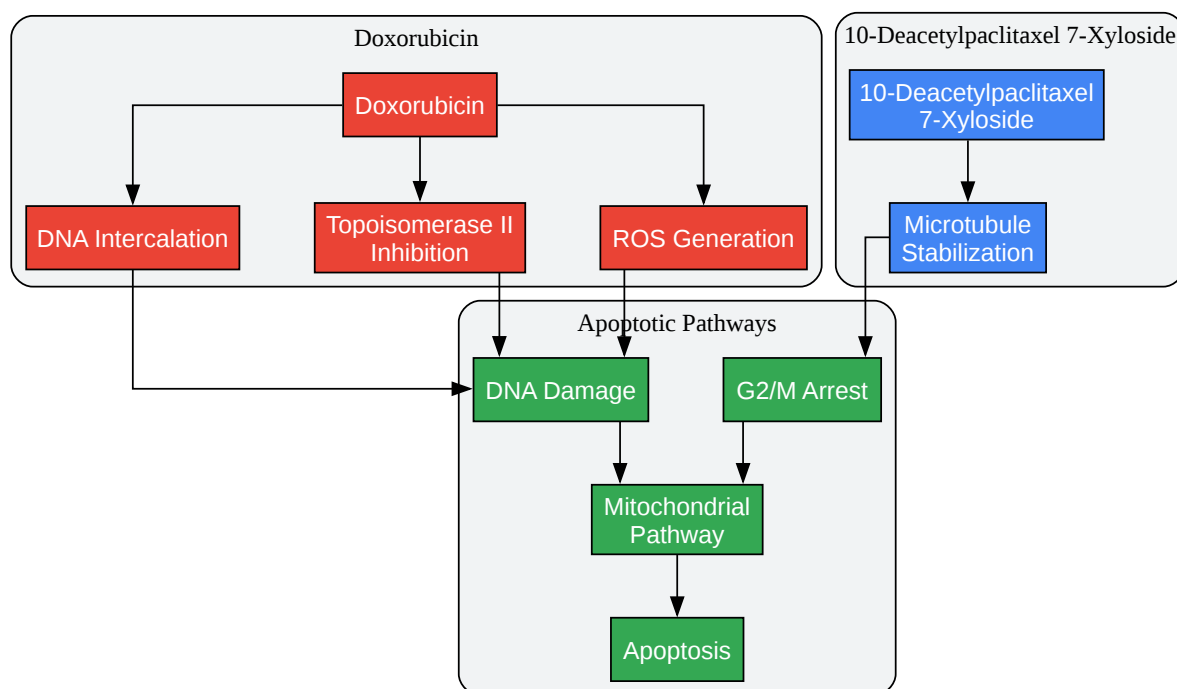 Doxorubicin
10-Deacetylpaclitaxel 7-Xyloside
Doxorubicin
10-Deacetylpaclitaxel
7-Xyloside
DNA Intercalation
Topoisomerase II
Inhibition
ROS Generation
Microtubule
Stabilization
Apoptotic Pathways
DNA Damage
G2/M Arrest
Mitochondrial
Pathway
Apoptosis